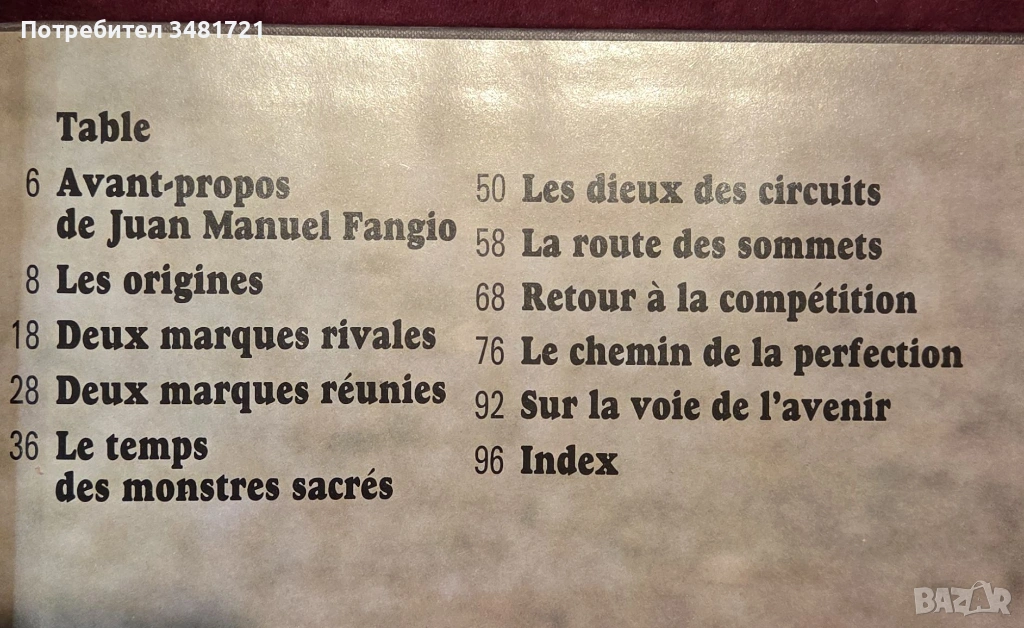 Потребител 3481721
Table
6 Avant-propos
de Juan Manuel Fangio
8 Les origines
18 Deux marques rivales
28 Deux marques réunies
36 Le temps
des monstres sacrés
50 Les dieux des circuits
58 La route des sommets
68 Retour à la compétition
76 Le chemin de la perfection
92 Sur la voie de l'avenir
96 Index
BAZAR